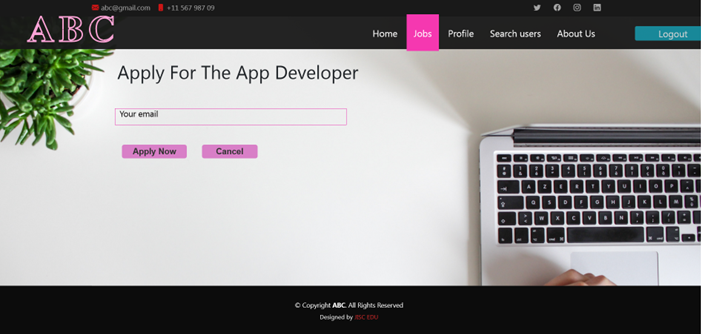 abc@gmail.com +11 567 987 09
ABC
Home Jobs Profile Search users About Us Logout
Apply For The App Developer
Your email
Apply Now Cancel
© Copyright ABC. All Rights Reserved
Designed by JISC EDU